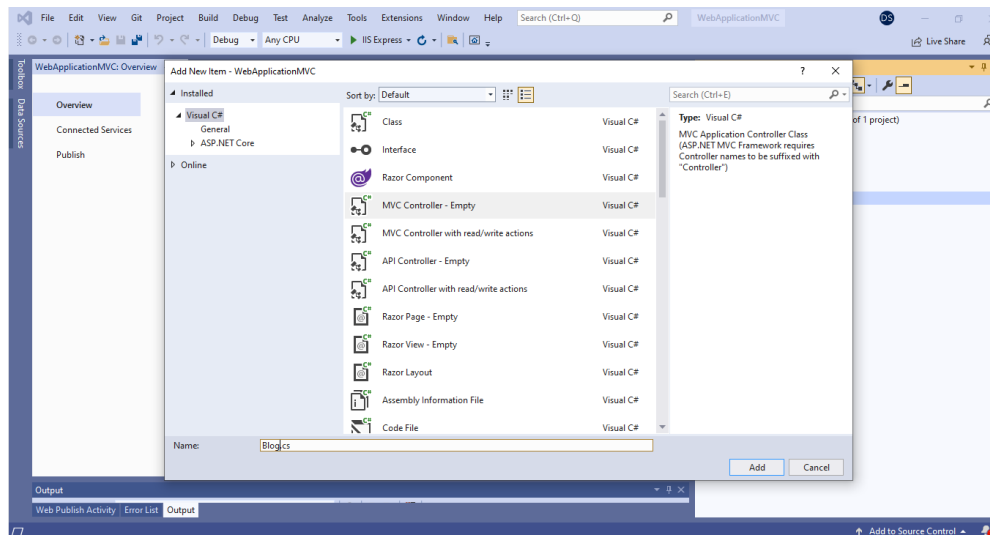 File Edit View Git Project Build Debug Test Analyze Tools Extensions Window Help Search (Ctrl+Q) WebApplicationMVC DS
Debug Any CPU IIS Express Live Share
Toolbox
Data Sources
WebApplicationMVC: Overview
Overview
Connected Services
Publish
Add New Item - WebApplicationMVC ?
Installed
Visual C#
General
ASP.NET Core
Online
Sort by: Default
Search (Ctrl+E)
Class Visual C#
Interface Visual C#
Razor Component Visual C#
MVC Controller - Empty Visual C#
MVC Controller with read/write actions Visual C#
API Controller - Empty Visual C#
API Controller with read/write actions Visual C#
Razor Page - Empty Visual C#
Razor View - Empty Visual C#
Razor Layout Visual C#
Assembly Information File Visual C#
Code File Visual C#
Type: Visual C#
MVC Application Controller Class
(ASP.NET MVC Framework requires
Controller names to be suffixed with
"Controller")
of 1 project)
Name: Blog.cs
Add Cancel
Output
Web Publish Activity Error List Output
Add to Source Control